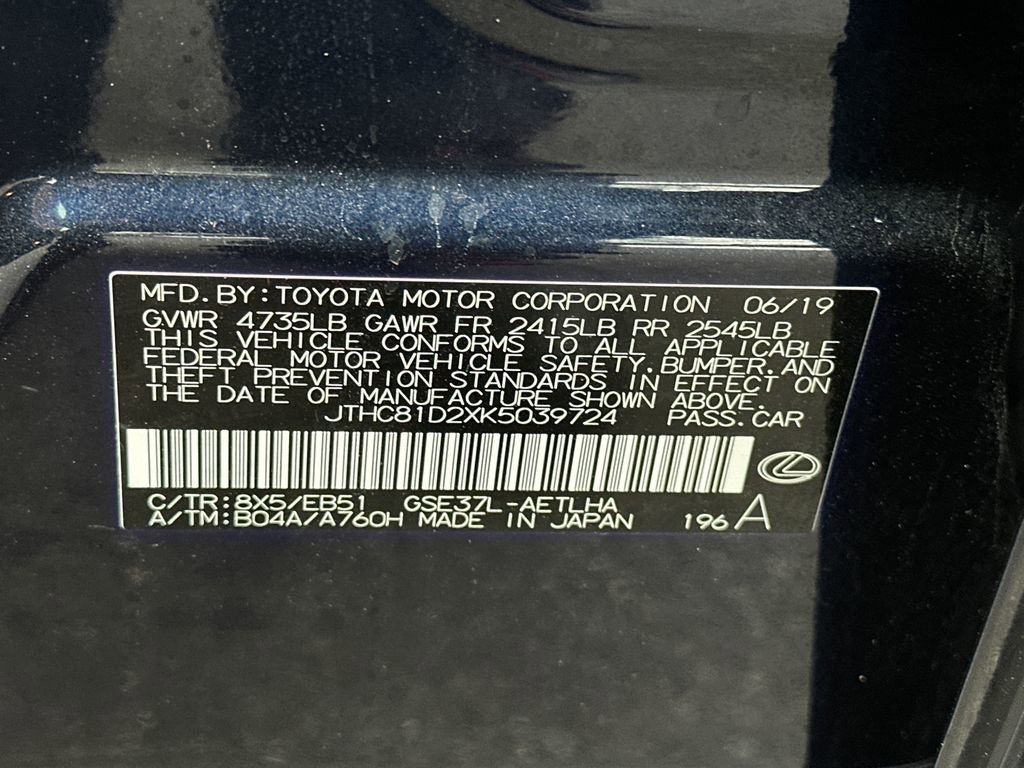 MFD.BY:TOYOTA MOTOR CORPORATION 06/19
GVWR 4735LB GAWR FR 2415LB RR 2545LB
THIS VEHICLE CONFORMS TO ALL APPLICABLE
FEDERAL MOTOR VEHICLE SAFETY,BUMPER,AND
THEFT PREVENTION STANDARDS IN EFFECT ON
THE DATE OF MANUFACTURE SHOWN ABOVE.
JTHC81D2XK5039724 PASS.CAR
C/TR:8X5/EB51 GSE37L-AETLHA
A/TM:B04A/A760H MADE IN JAPAN 196 A